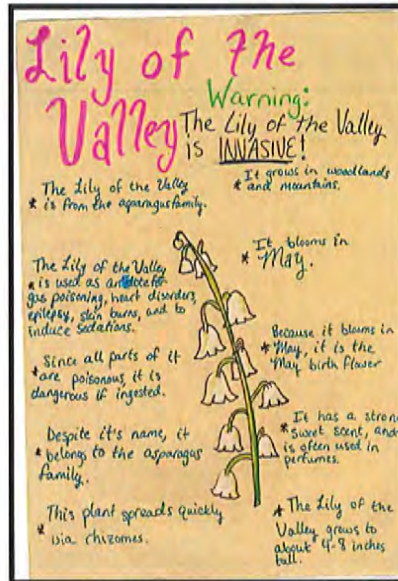 Lily of the
Valley
Warning:
The Lily of the Valley
is INVASIVE!
The Lily of the Valley
* is from the asparagus family.
It grows in woodlands
* and mountains.
The Lily of the Valley
* is used as antidote for
gas poisoning, heart disorders,
epilepsy, skin burns, and to
induce sedations.
It blooms in
* May.
Since all parts of it
* are poisonous, it is
dangerous if ingested.
Because it blooms in
* May, it is the
May birth flower
Despite it's name, it
* belongs to the asparagus
family.
It has a strong
* sweet scent, and
is often used in
perfumes.
This plant spreads quickly
* via rhizomes.
* The Lily of the
Valley grows to
about 4-8 inches
tall.